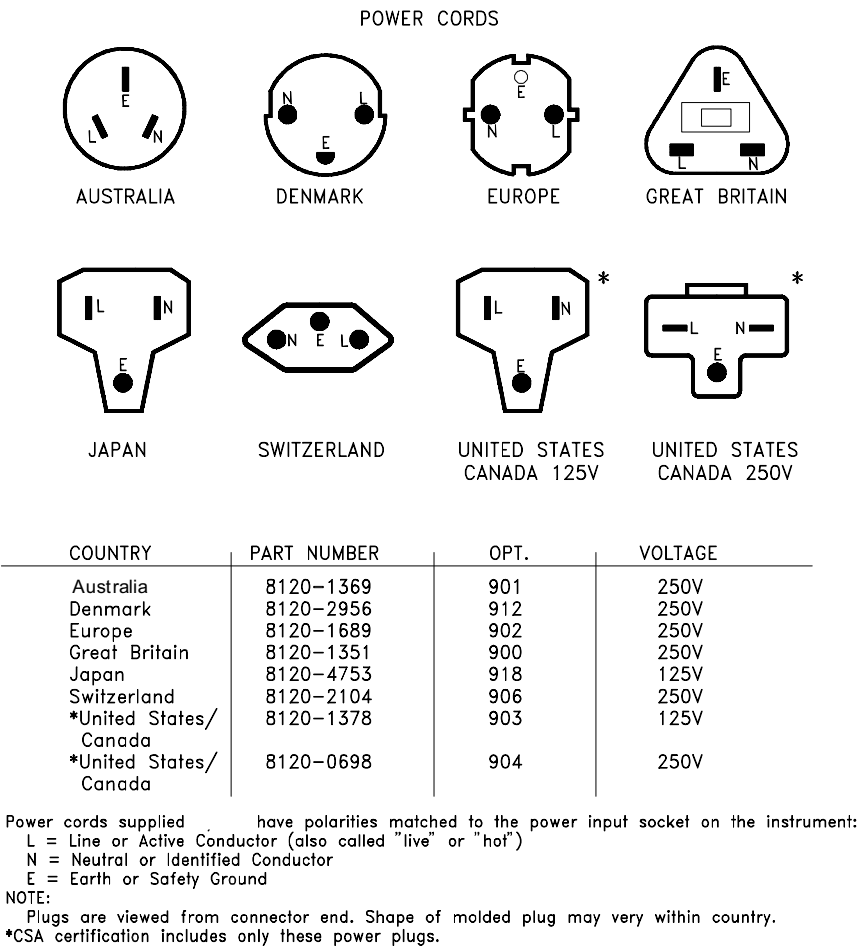 POWER CORDS
E
L N
AUSTRALIA
N L
E
DENMARK
E
N L
EUROPE
E
L N
GREAT BRITAIN
L N
E
JAPAN
N E L
SWITZERLAND
*
L N
E
UNITED STATES
CANADA 125V
*
L N
E
UNITED STATES
CANADA 250V
COUNTRY PART NUMBER OPT. VOLTAGE
Australia 8120-1369 901 250V
Denmark 8120-2956 912 250V
Europe 8120-1689 902 250V
Great Britain 8120-1351 900 250V
Japan 8120-4753 918 125V
Switzerland 8120-2104 906 250V
*United States/ 8120-1378 903 125V
Canada
*United States/ 8120-0698 904 250V
Canada
Power cords supplied have polarities matched to the power input socket on the instrument:
L = Line or Active Conductor (also called "live" or "hot")
N = Neutral or Identified Conductor
E = Earth or Safety Ground
NOTE:
Plugs are viewed from connector end. Shape of molded plug may very within country.
*CSA certification includes only these power plugs.